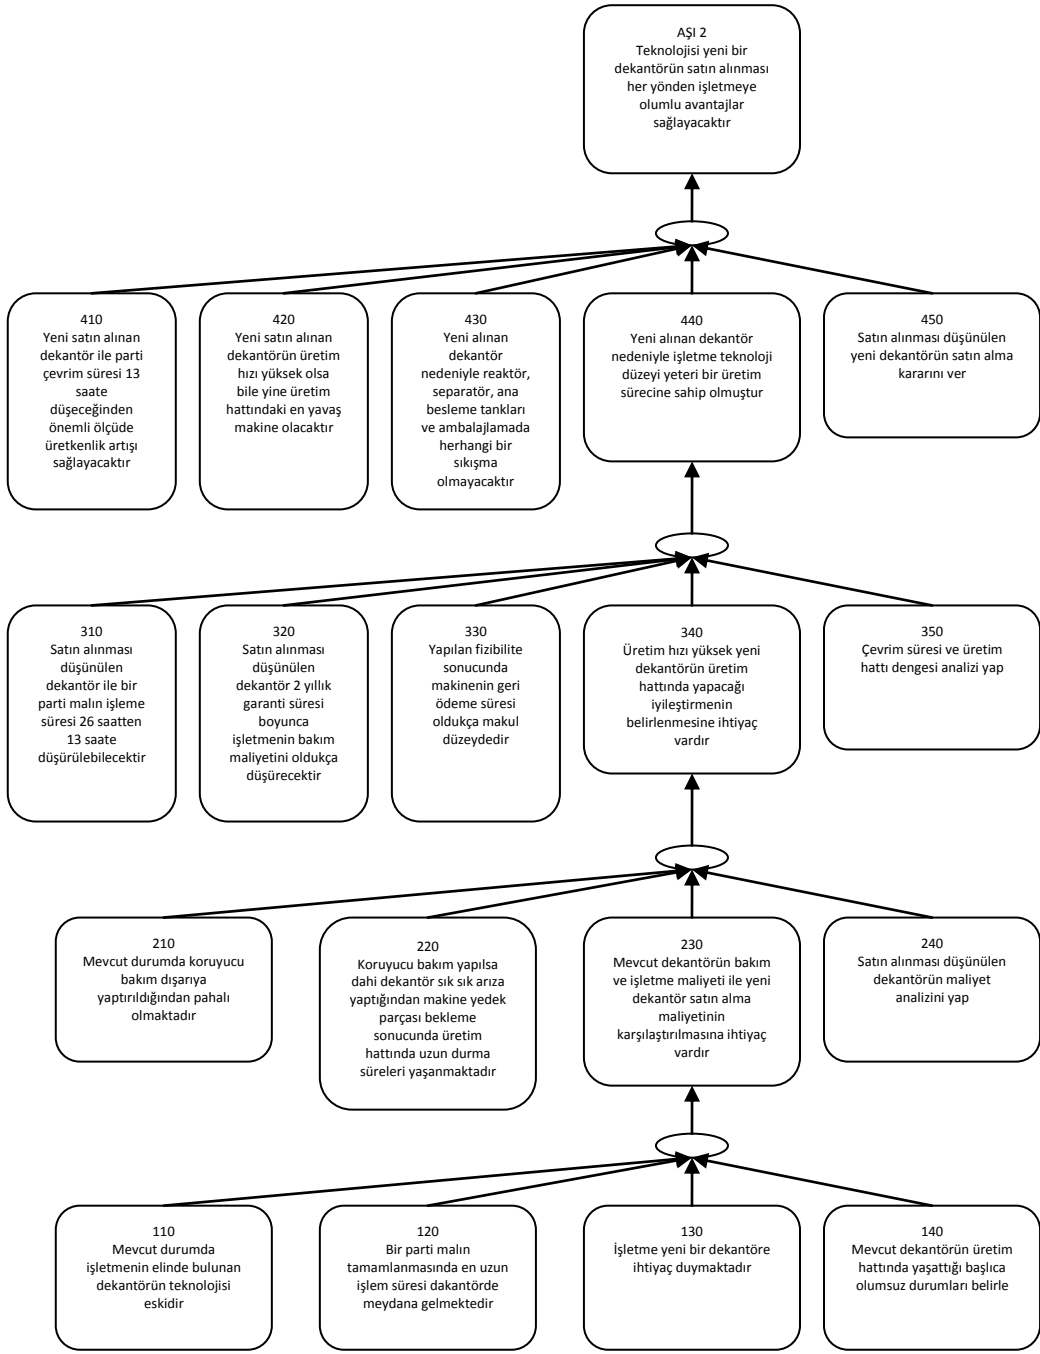 AŞI 2
Teknolojisi yeni bir
dekantörün satın alınması
her yönden işletmeye
olumlu avantajlar
sağlayacaktır
410
Yeni satın alınan
dekantör ile parti
çevrim süresi 13
saate
düşeceğinden
önemli ölçüde
üretkenlik artışı
sağlayacaktır
420
Yeni satın alınan
dekantörün üretim
hızı yüksek olsa
bile yine üretim
hattındaki en yavaş
makine olacaktır
430
Yeni alınan
dekantör
nedeniyle reaktör,
separatör, ana
besleme tankları
ve ambalajlamada
herhangi bir
sıkışma
olmayacaktır
440
Yeni alınan dekantör
nedeniyle işletme teknoloji
düzeyi yeteri bir üretim
sürecine sahip olmuştur
450
Satın alınması düşünülen
yeni dekantörün satın alma
kararını ver
310
Satın alınması
düşünülen
dekantör ile bir
parti malın işleme
süresi 26 saatten
13 saate
düşürülebilecektir
320
Satın alınması
düşünülen
dekantör 2 yıllık
garanti süresi
boyunca
işletmenin bakım
maliyetini oldukça
düşürecektir
330
Yapılan fizibilite
sonucunda
makinenin geri
ödeme süresi
oldukça makul
düzeydedir
340
Üretim hızı yüksek yeni
dekantörün üretim
hattında yapacağı
iyileştirmenin
belirlenmesine ihtiyaç
vardır
350
Çevrim süresi ve üretim
hattı dengesi analizi yap
210
Mevcut durumda koruyucu
bakım dışarıya
yaptırıldığından pahalı
olmaktadır
220
Koruyucu bakım yapılsa
dahi dekantör sık sık arıza
yaptığından makine yedek
parçası bekleme
sonucunda üretim
hattında uzun durma
süreleri yaşanmaktadır
230
Mevcut dekantörün bakım
ve işletme maliyeti ile yeni
dekantör satın alma
maliyetinin
karşılaştırılmasına ihtiyaç
vardır
240
Satın alınması düşünülen
dekantörün maliyet
analizini yap
110
Mevcut durumda
işletmenin elinde bulunan
dekantörün teknolojisi
eskidir
120
Bir parti malın
tamamlanmasında en uzun
işlem süresi dakantörde
meydana gelmektedir
130
İşletme yeni bir dekantöre
ihtiyaç duymaktadır
140
Mevcut dekantörün üretim
hattında yaşattığı başlıca
olumsuz durumları belirle